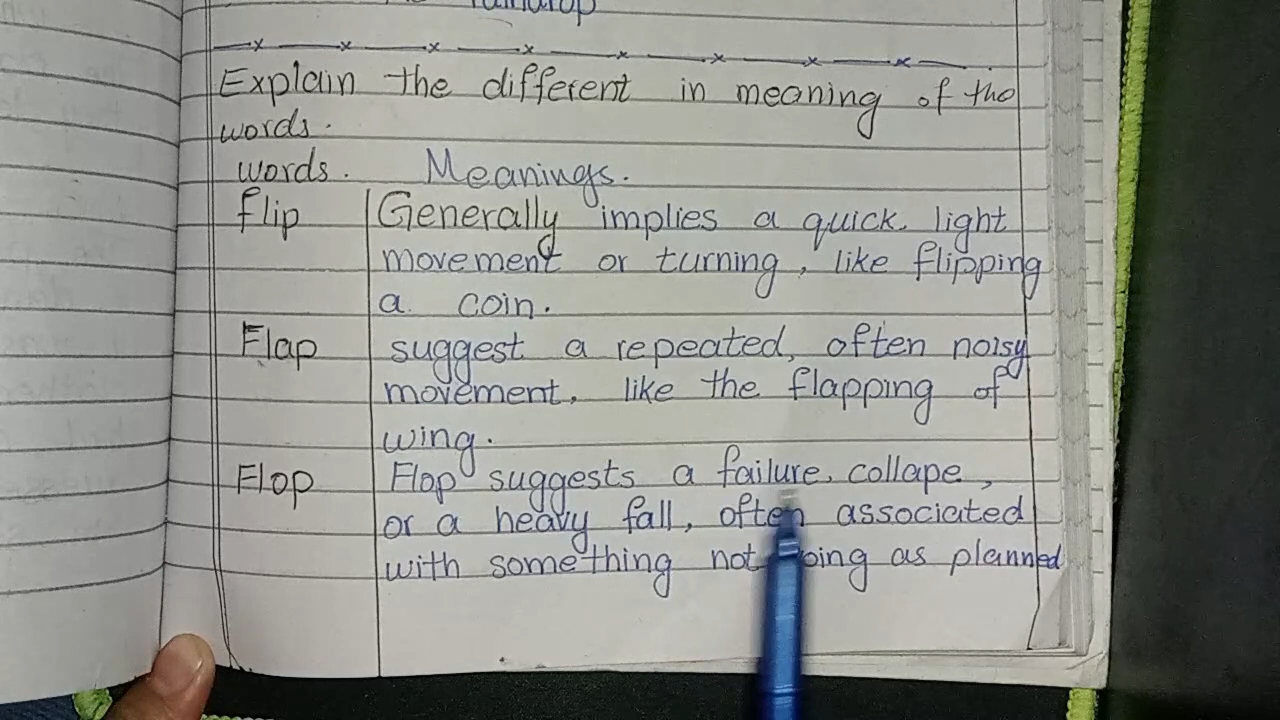 raindrop
Explain the different in meaning of the
words.
words. Meanings.
flip Generally implies a quick. light
movement or turning, like flipping
a. coin.
Flap suggest a repeated, often noisy
movement, like the flapping of
wing.
Flop Flop suggests a failure, collape,
or a heavy fall, often associated
with something not going as planned